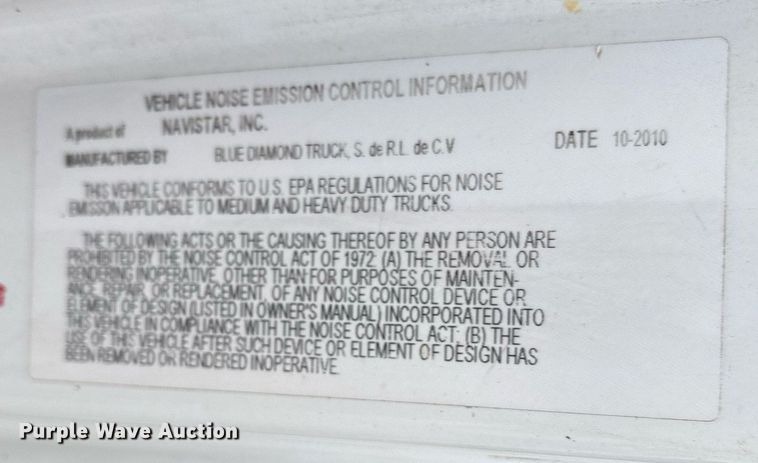 VEHICLE NOISE EMISSION CONTROL INFORMATION
A product of NAVISTAR, INC.
MANUFACTURED BY BLUE DIAMOND TRUCK, S. de R.L. de C.V DATE 10-2010
THIS VEHICLE CONFORMS TO U.S. EPA REGULATIONS FOR NOISE
EMISSON APPLICABLE TO MEDIUM AND HEAVY DUTY TRUCKS.
THE FOLLOWING ACTS OR THE CAUSING THEREOF BY ANY PERSON ARE
PROHIBITED BY THE NOISE CONTROL ACT OF 1972: (A) THE REMOVAL OR
RENDERING INOPERATIVE, OTHER THAN FOR PURPOSES OF MAINTEN-
ANCE, REPAIR, OR REPLACEMENT, OF ANY NOISE CONTROL DEVICE OR
ELEMENT OF DESIGN (LISTED IN OWNER'S MANUAL) INCORPORATED INTO
THIS VEHICLE IN COMPLIANCE WITH THE NOISE CONTROL ACT; (B) THE
USE OF THIS VEHICLE AFTER SUCH DEVICE OR ELEMENT OF DESIGN HAS
BEEN REMOVED OR RENDERED INOPERATIVE.
Purple Wave Auction